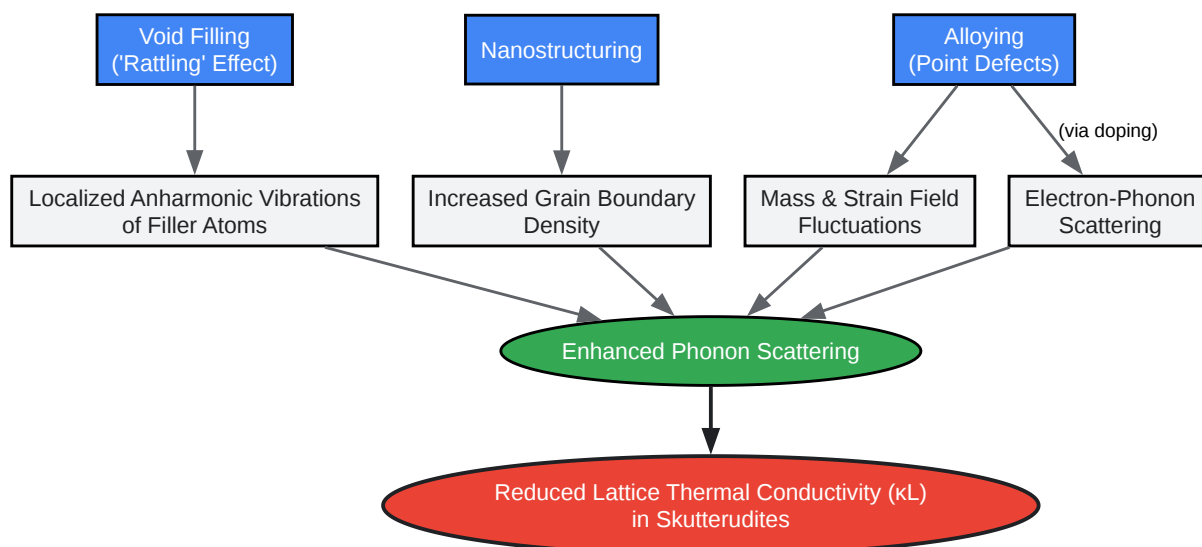 Void Filling
('Rattling' Effect)
Nanostructuring
Alloying
(Point Defects)
(via doping)
Localized Anharmonic Vibrations
of Filler Atoms
Increased Grain Boundary
Density
Mass & Strain Field
Fluctuations
Electron-Phonon
Scattering
Enhanced Phonon Scattering
Reduced Lattice Thermal Conductivity (κL)
in Skutterudites